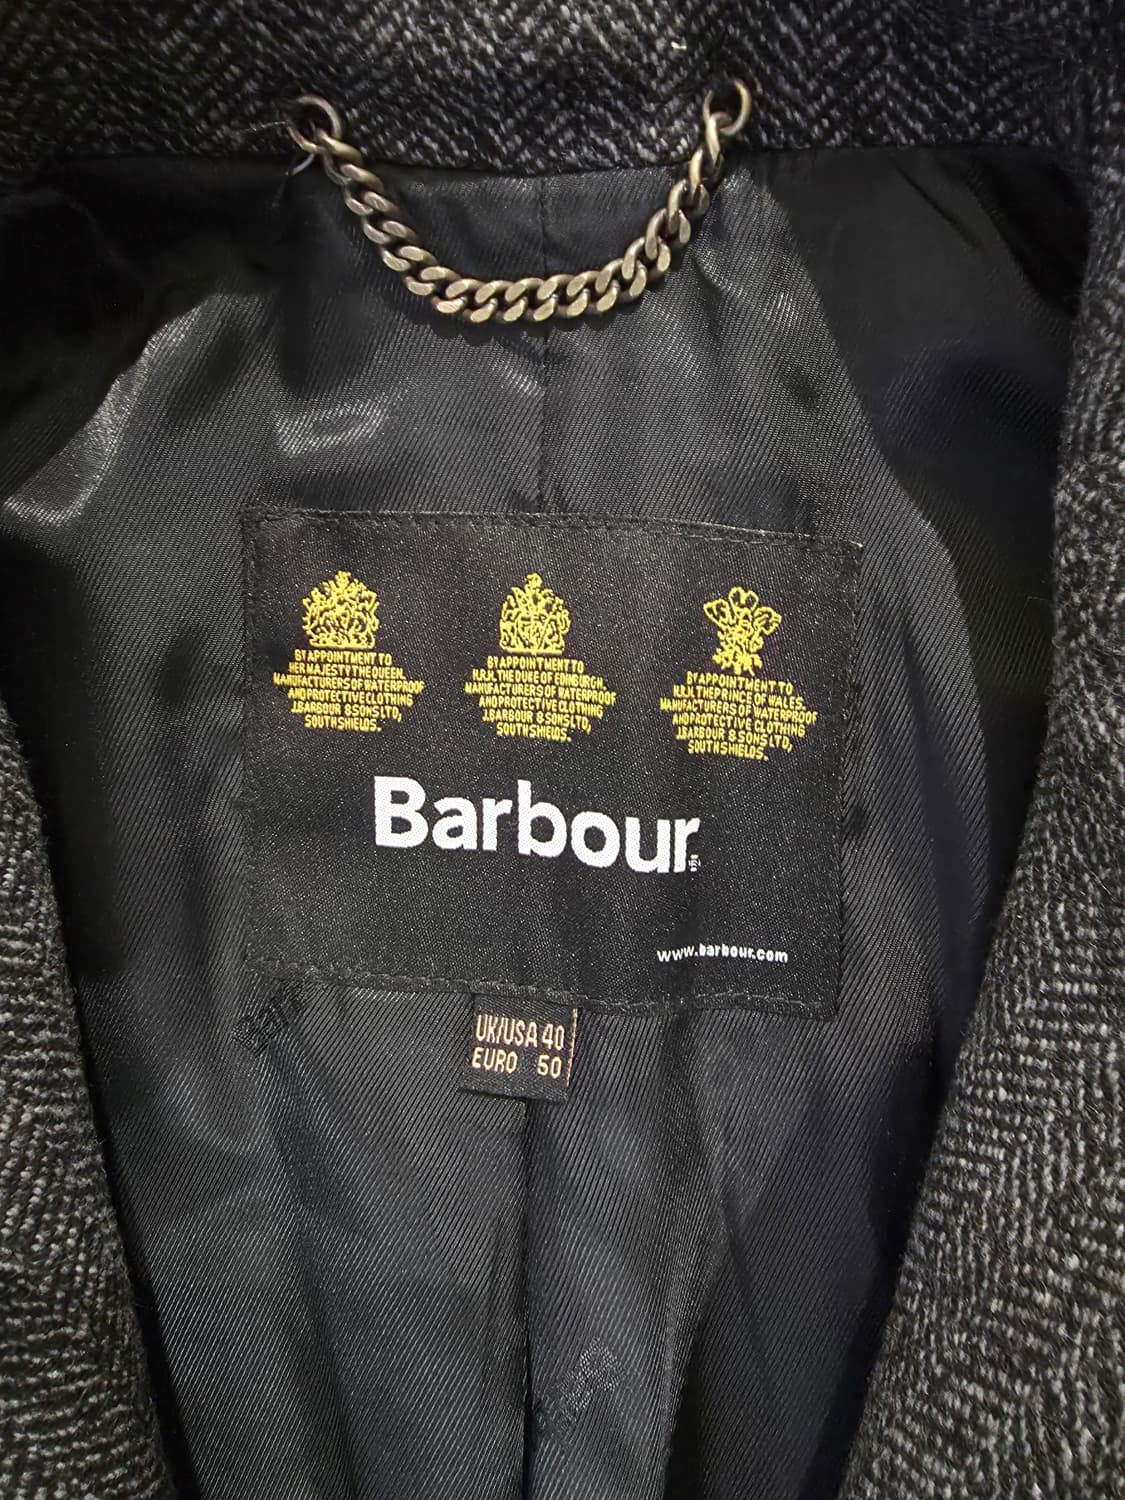 BY APPOINTMENT TO
HER MAJESTY THE QUEEN,
MANUFACTURERS OF WATERPROOF
AND PROTECTIVE CLOTHING
J.BARBOUR & SONS LTD,
SOUTH SHIELDS.
BY APPOINTMENT TO
H.R.H. THE DUKE OF EDINBURGH,
MANUFACTURERS OF WATERPROOF
AND PROTECTIVE CLOTHING
J.BARBOUR & SONS LTD,
SOUTH SHIELDS.
BY APPOINTMENT TO
H.R.H. THE PRINCE OF WALES,
MANUFACTURERS OF WATERPROOF
AND PROTECTIVE CLOTHING
J.BARBOUR & SONS LTD,
SOUTH SHIELDS.
Barbour
www.barbour.com
UK/USA 40
EURO 50